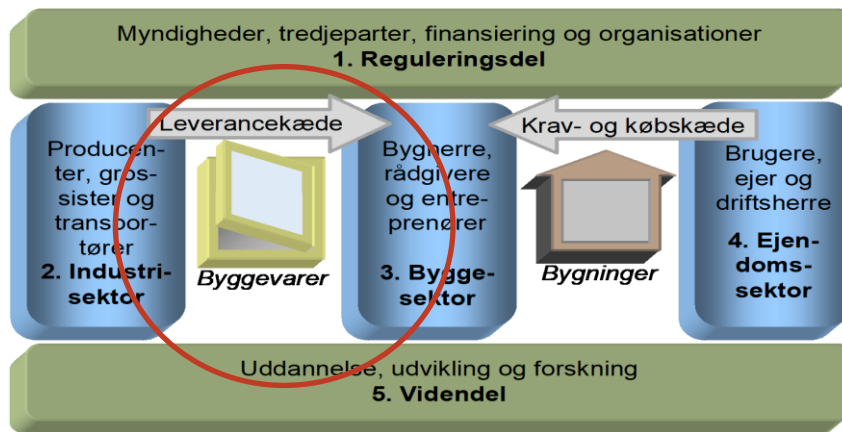 Myndigheder, tredjeparter, finansiering og organisationer
1. Reguleringsdel
Leverancekæde
Krav- og købskæde
Producen-
ter, gros-
sister og
transpor-
tører
2. Industri-
sektor
Byggevarer
Bygherre,
rådgivere
og entre-
prenører
3. Bygge-
sektor
Bygninger
Brugere,
ejer og
driftsherre
4. Ejen-
doms-
sektor
Uddannelse, udvikling og forskning
5. Videndel